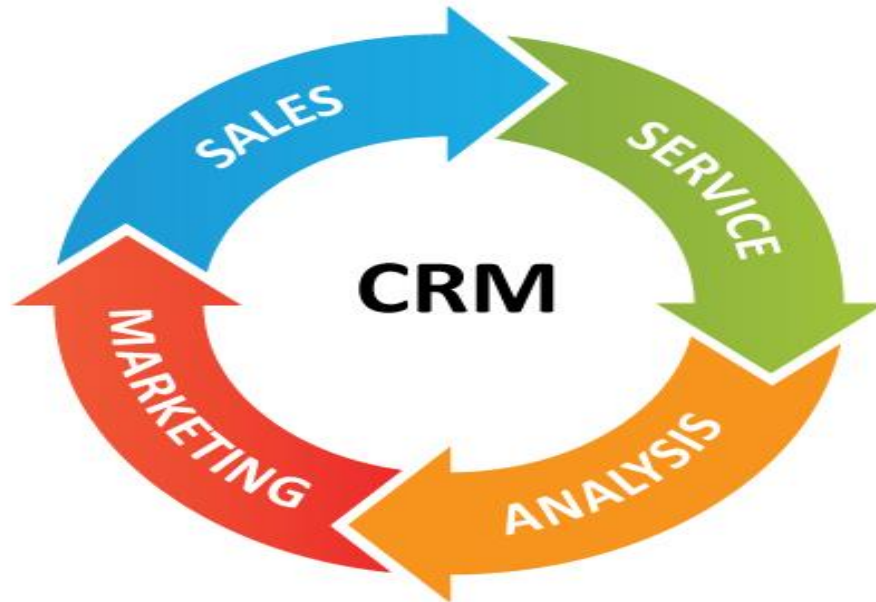 SALES
SERVICE
CRM
MARKETING
ANALYSIS